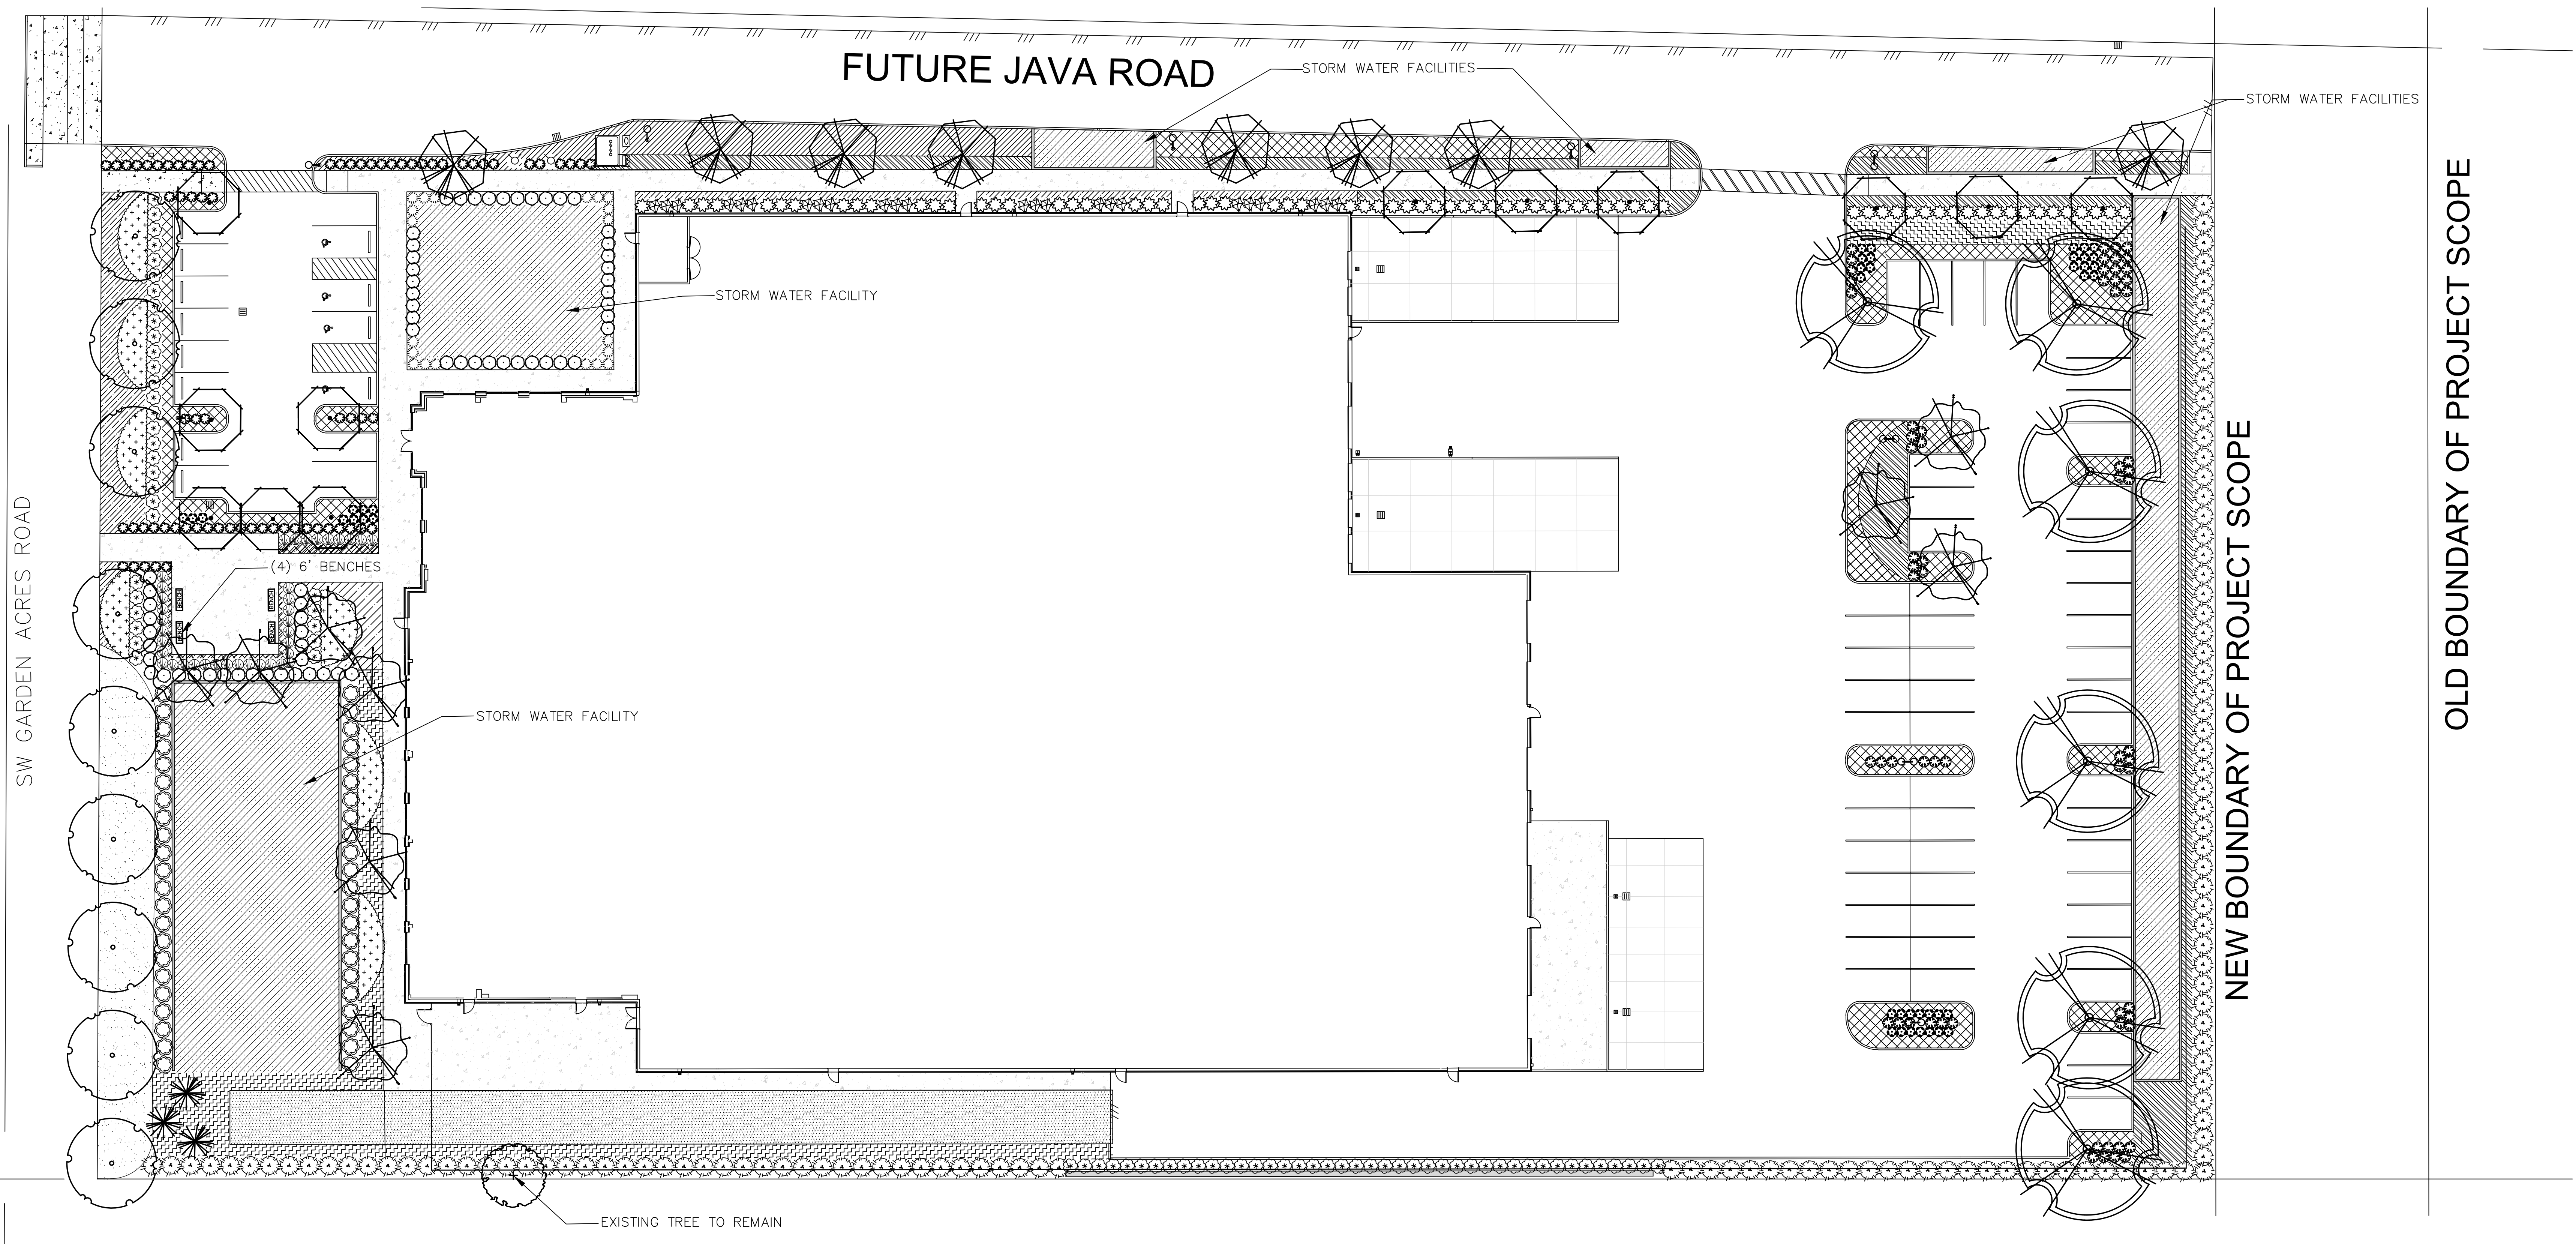 FUTURE JAVA ROAD
STORM WATER FACILITIES
STORM WATER FACILITIES
STORM WATER FACILITY
(4) 6' BENCHES
STORM WATER FACILITY
EXISTING TREE TO REMAIN
SW GARDEN ACRES ROAD
NEW BOUNDARY OF PROJECT SCOPE
OLD BOUNDARY OF PROJECT SCOPE